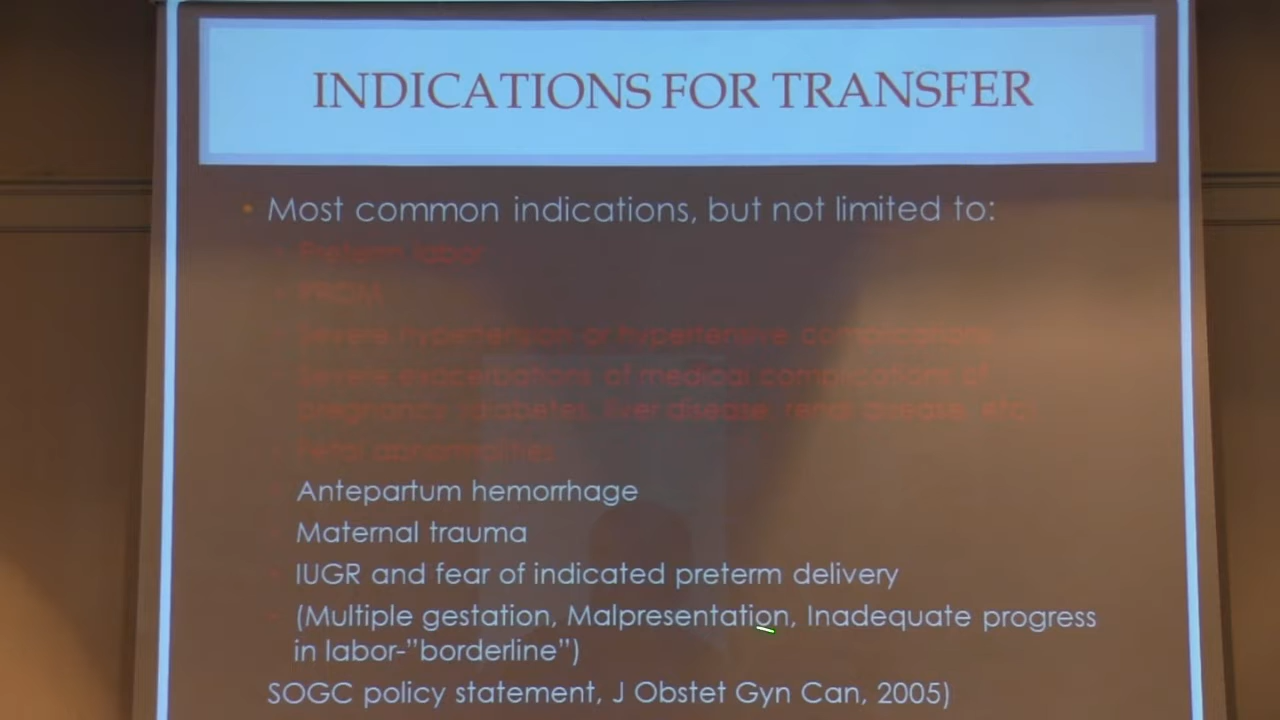 INDICATIONS FOR TRANSFER
• Most common indications, but not limited to:
Preterm labor
PROM
Severe hypertension or hypertensive complications
Severe exacerbations of medical complications of
pregnancy (diabetes, liver disease, renal disease, etc)
Fetal abnormalities
Antepartum hemorrhage
Maternal trauma
IUGR and fear of indicated preterm delivery
(Multiple gestation, Malpresentation, Inadequate progress
in labor-”borderline”)
SOGC policy statement, J Obstet Gyn Can, 2005)